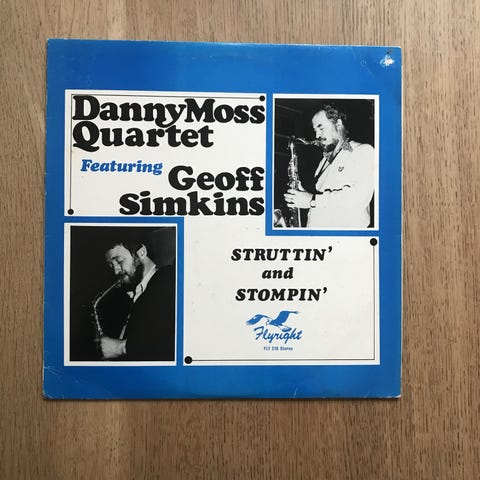 Danny Moss
Quartet
Featuring
Geoff
Simkins
STRUTTIN'
and
STOMPIN'
Flyright
FLY 218 Stereo